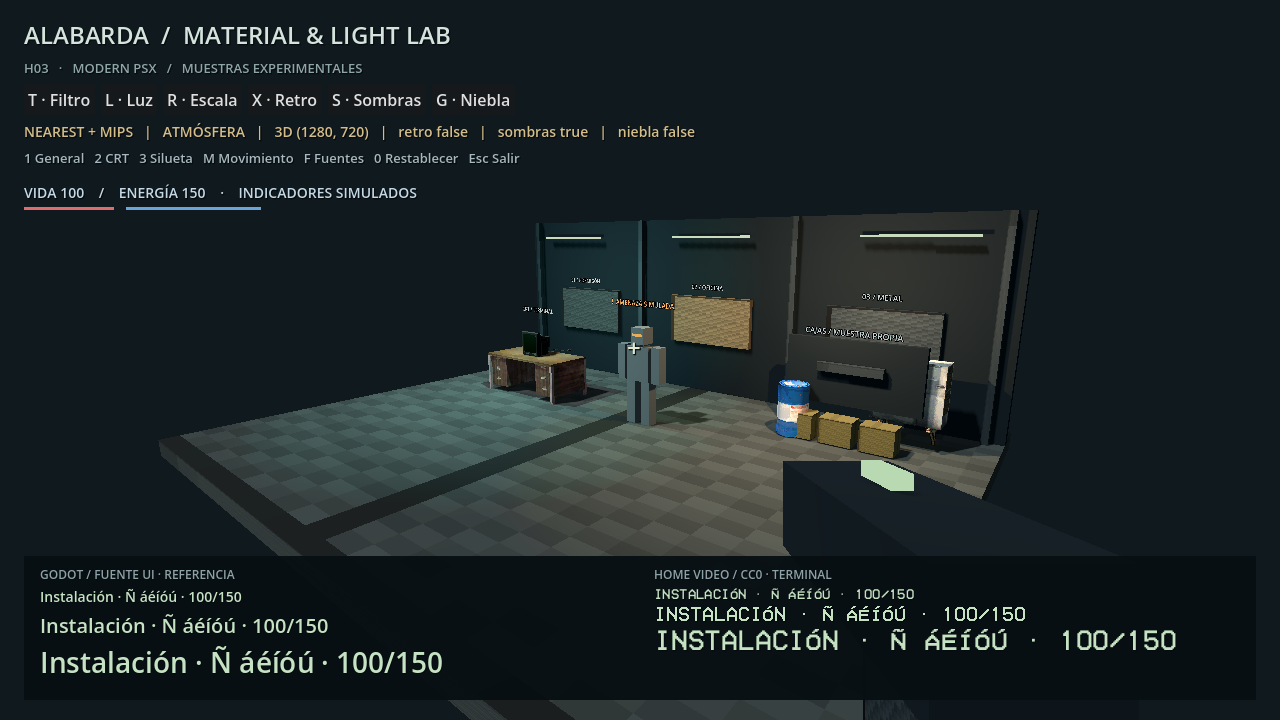 ALABARDA / MATERIAL & LIGHT LAB
H03 · MODERN PSX / MUESTRAS EXPERIMENTALES
T · Filtro L · Luz R · Escala X · Retro S · Sombras G · Niebla
NEAREST + MIPS | ATMÓSFERA | 3D (1280, 720) | retro false | sombras true | niebla false
1 General 2 CRT 3 Silueta M Movimiento F Fuentes 0 Restablecer Esc Salir
VIDA 100 / ENERGÍA 150 · INDICADORES SIMULADOS
03 / METAL
CAJAS / MUESTRA PROPIA
GODOT / FUENTE UI · REFERENCIA
Instalación · Ñ áéíóú · 100/150
Instalación · Ñ áéíóú · 100/150
Instalación · Ñ áéíóú · 100/150
HOME VIDEO / CC0 · TERMINAL
INSTALACIóN · Ñ ÁÉÍÓÚ · 100/150
INSTALACIóN · Ñ ÁÉÍÓÚ · 100/150
INSTALACIóN · Ñ ÁÉÍÓÚ · 100/150